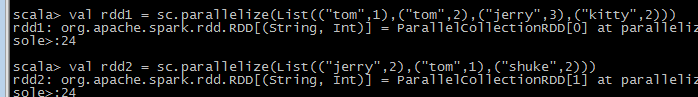 scala> val rdd1 = sc.parallelize(List(("tom",1),("tom",2),("jerry",3),("kitty",2)))
rdd1: org.apache.spark.rdd.RDD[(String, Int)] = ParallelCollectionRDD[0] at paralleliz
sole>:24
scala> val rdd2 = sc.parallelize(List(("jerry",2),("tom",1),("shuke",2)))
rdd2: org.apache.spark.rdd.RDD[(String, Int)] = ParallelCollectionRDD[1] at paralleliz
sole>:24